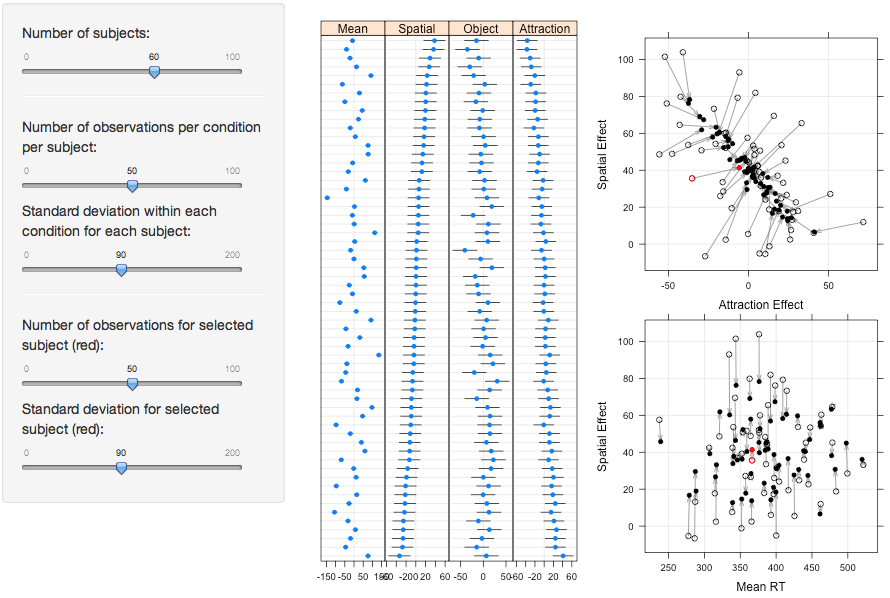 Number of subjects:
0 60 100
Number of observations per condition
per subject:
0 50 100
Standard deviation within each
condition for each subject:
0 90 200
Number of observations for selected
subject (red):
0 50 100
Standard deviation for selected
subject (red):
0 90 200
Mean Spatial Object Attraction
-150 -50 0 50
-200 20 60
-50 0 50
-20 20 60
Spatial Effect
100
80
60
40
20
0
-50 0 50
Attraction Effect
Spatial Effect
100
80
60
40
20
0
250 300 350 400 450 500
Mean RT